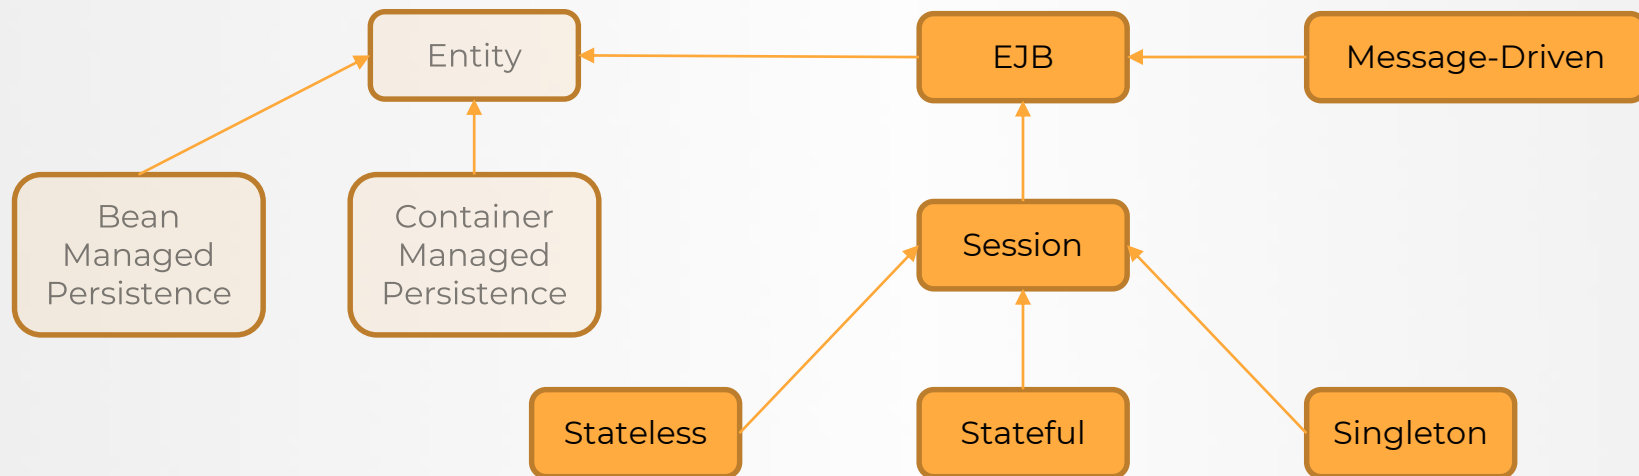 Entity
EJB
Message-Driven
Bean
Managed
Persistence
Container
Managed
Persistence
Session
Stateless
Stateful
Singleton